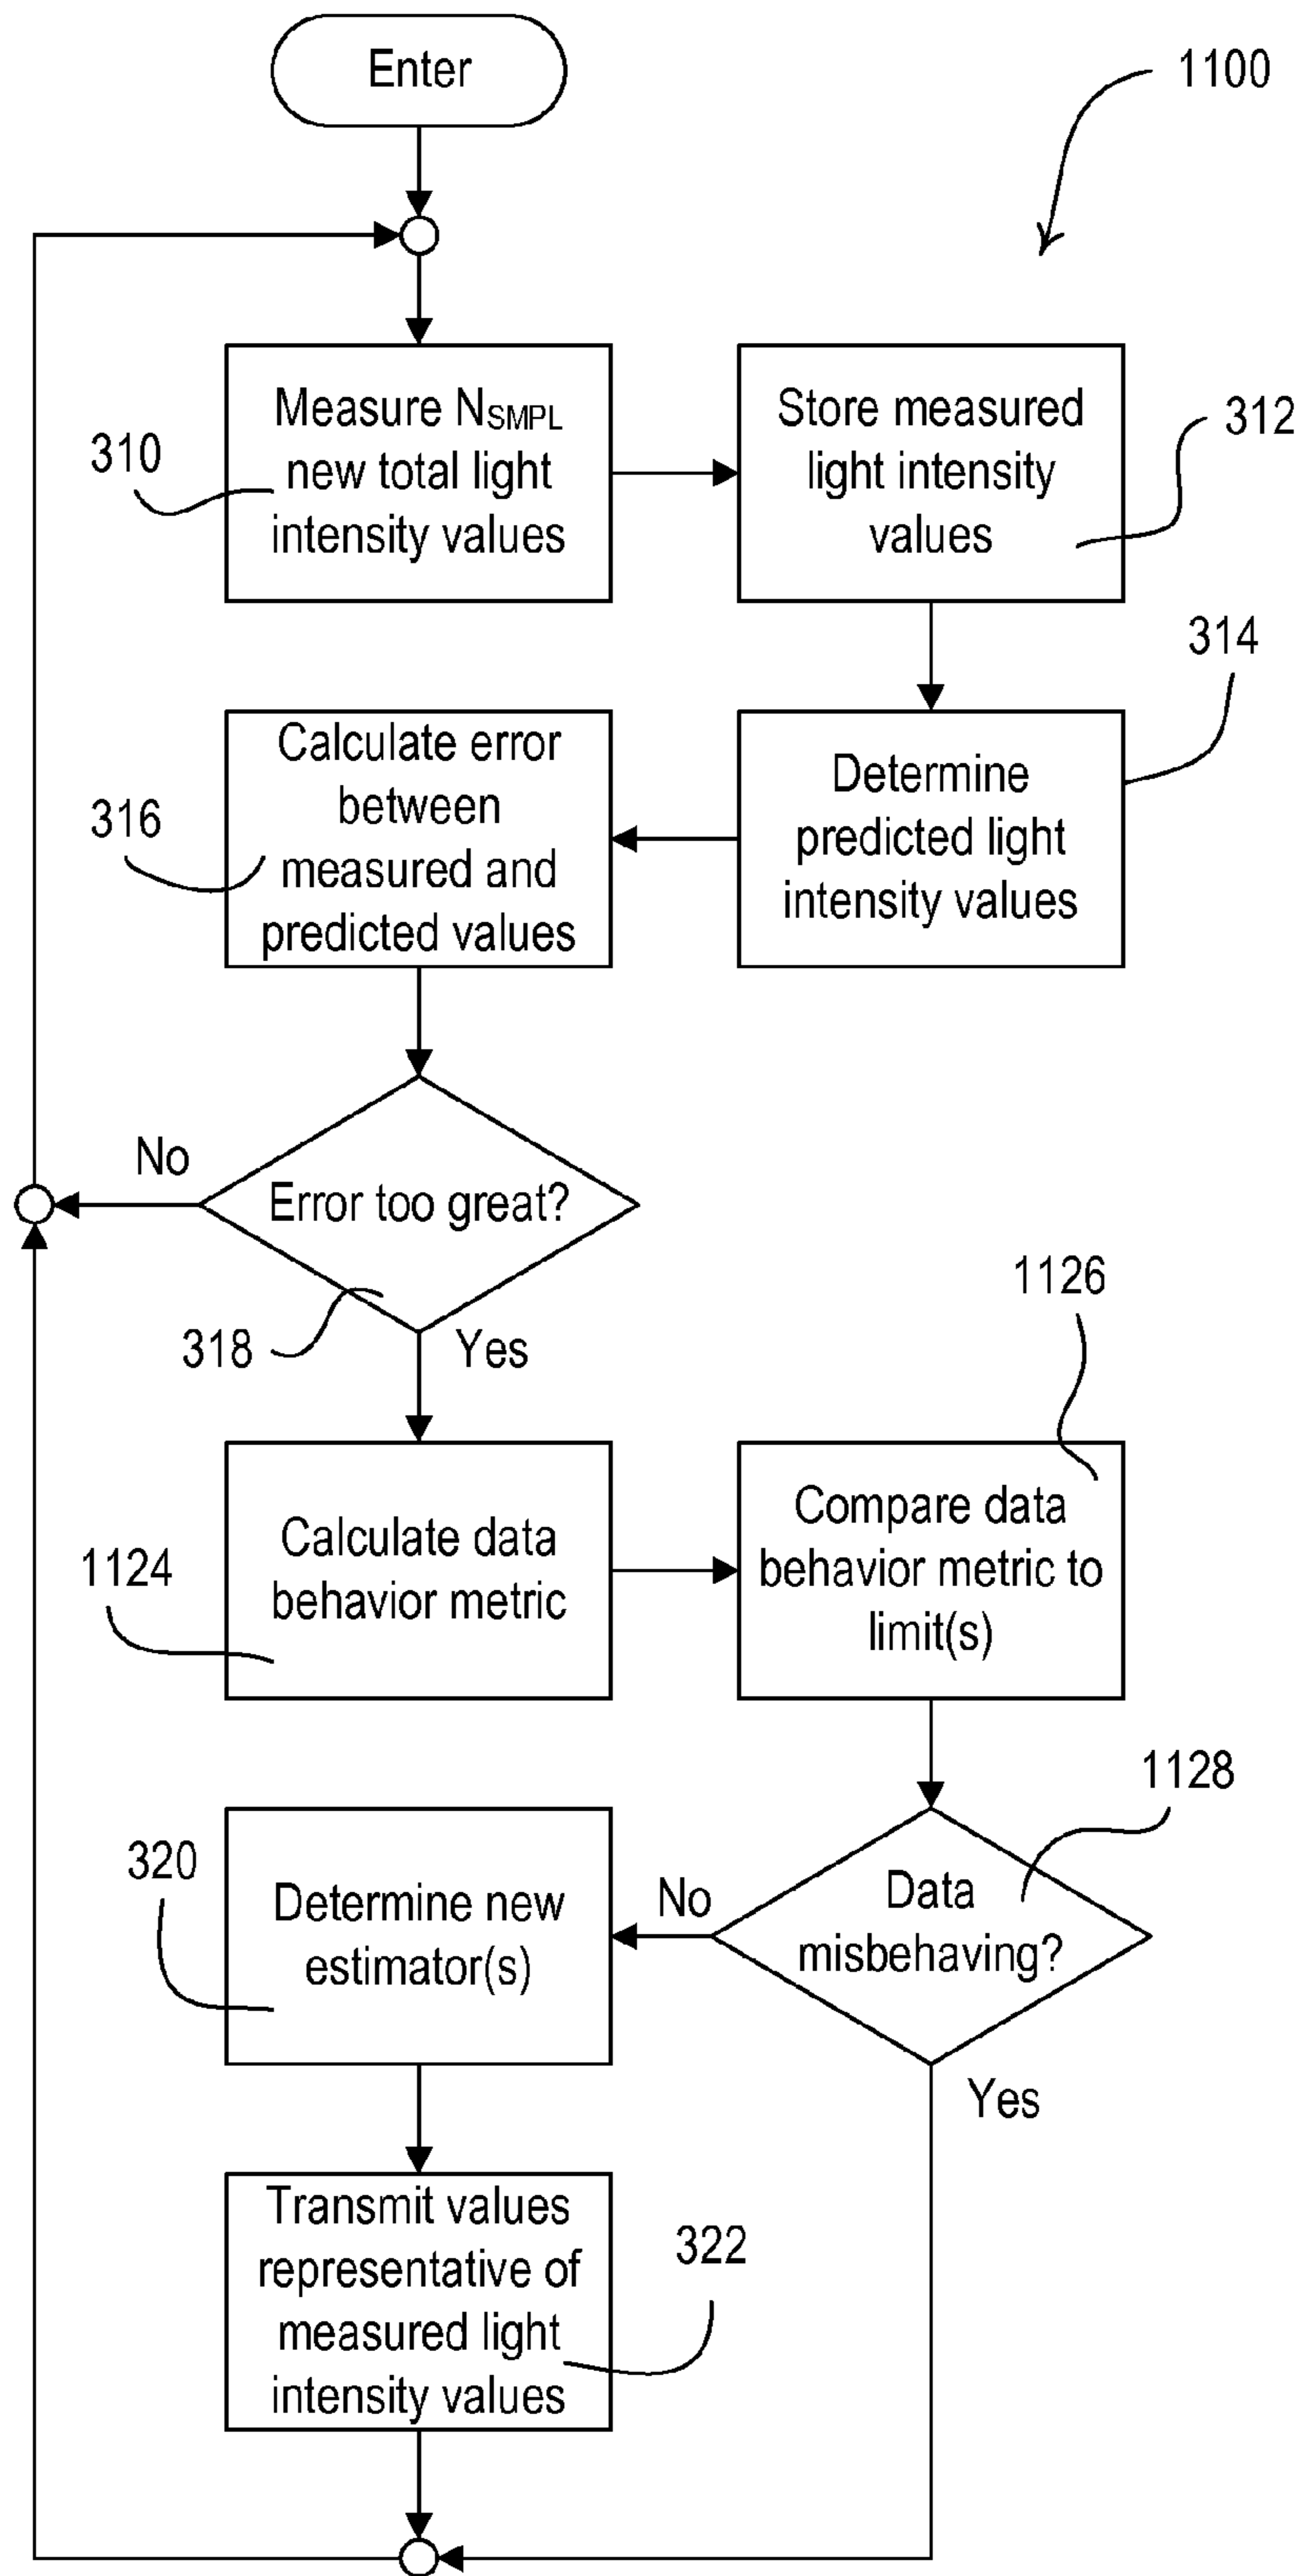 Enter
1100
Measure NSMPL
new total light
intensity values
310
Store measured
light intensity
values
312
314
Calculate error
between
measured and
predicted values
316
Determine
predicted light
intensity values
No
Error too great?
318
Yes
1126
Calculate data
behavior metric
1124
Compare data
behavior metric to
limit(s)
1128
320
Determine new
estimator(s)
No
Data
misbehaving?
Yes
Transmit values
representative of
measured light
intensity values
322